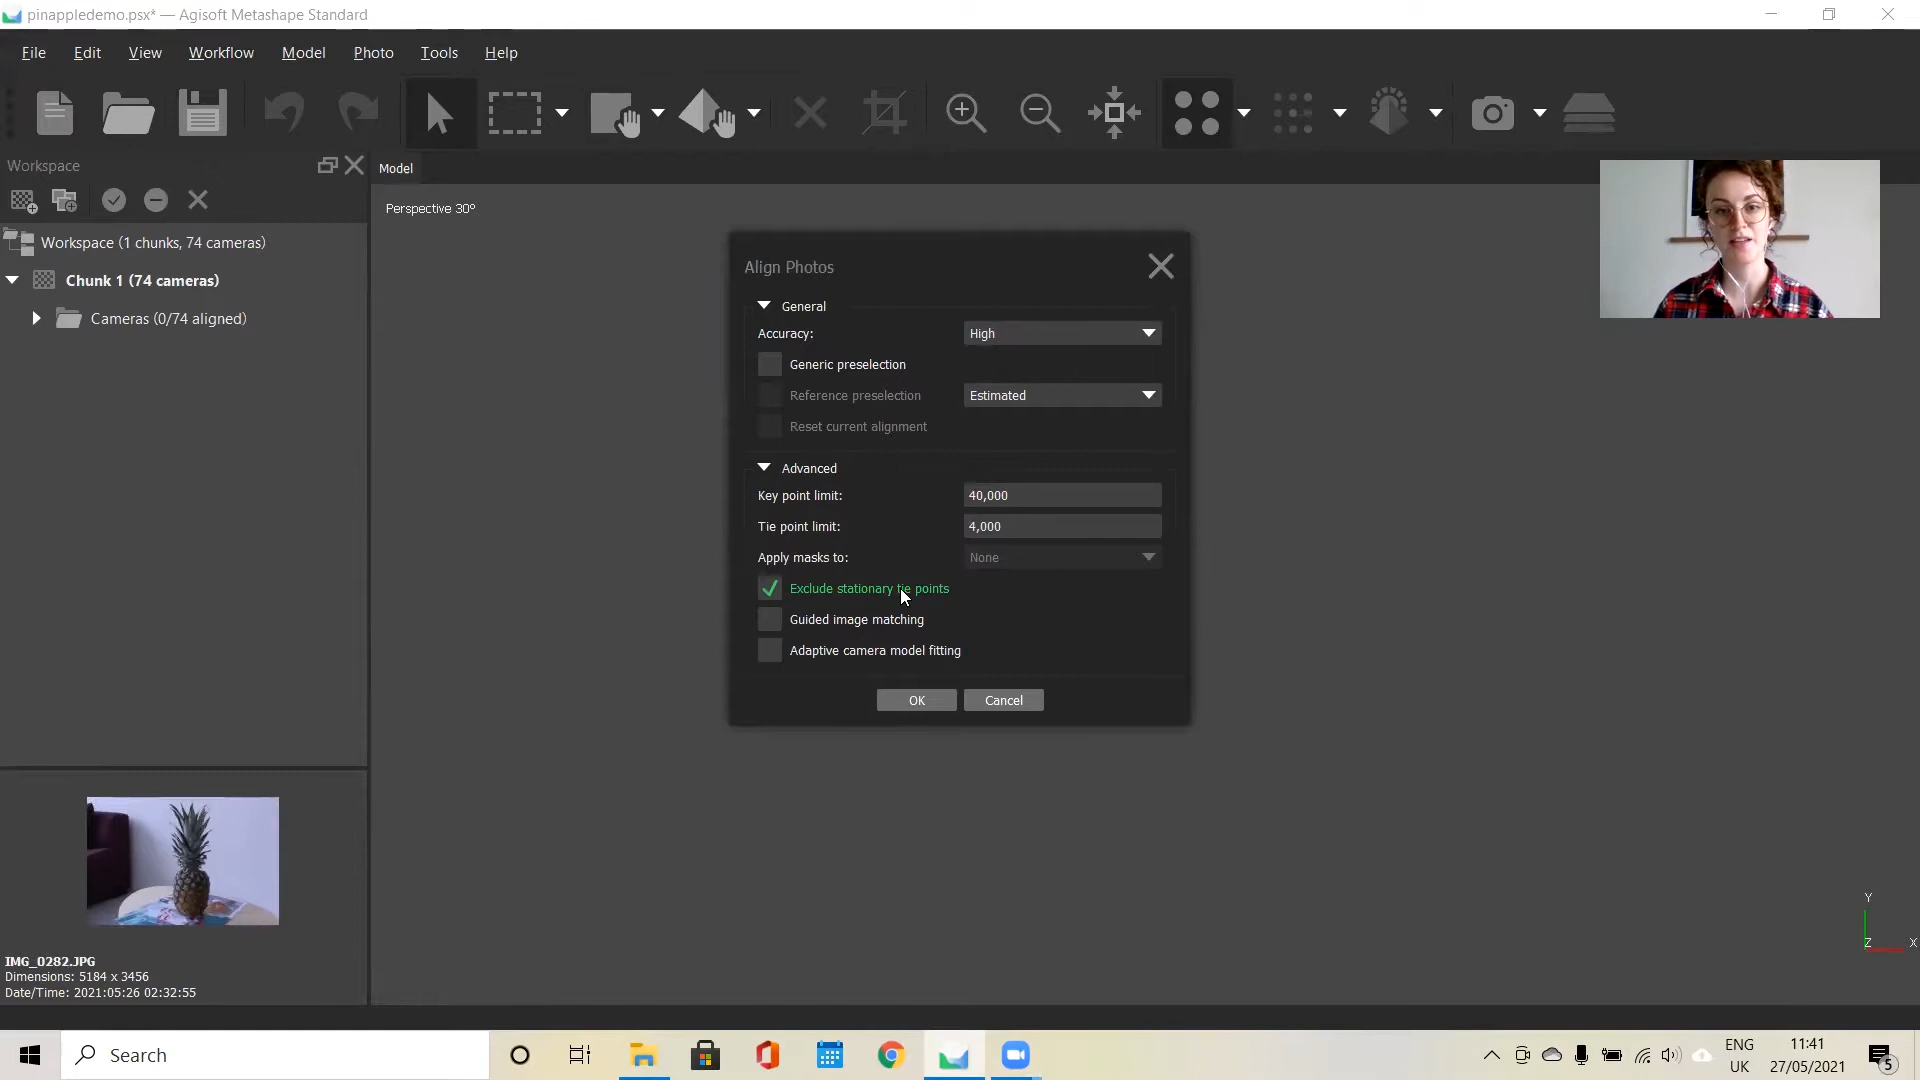 pinappledemo.psx* — Agisoft Metashape Standard
File Edit View Workflow Model Photo Tools Help
Workspace
Model
Perspective 30°
Workspace (1 chunks, 74 cameras)
Chunk 1 (74 cameras)
Cameras (0/74 aligned)
Align Photos
General
Accuracy: High
Generic preselection
Reference preselection Estimated
Reset current alignment
Advanced
Key point limit: 40,000
Tie point limit: 4,000
Apply masks to: None
Exclude stationary tie points
Guided image matching
Adaptive camera model fitting
OK Cancel
Y
Z X
IMG_0282.JPG
Dimensions: 5184 x 3456
Date/Time: 2021:05:26 02:32:55
Search
ENG
UK
11:41
27/05/2021
5